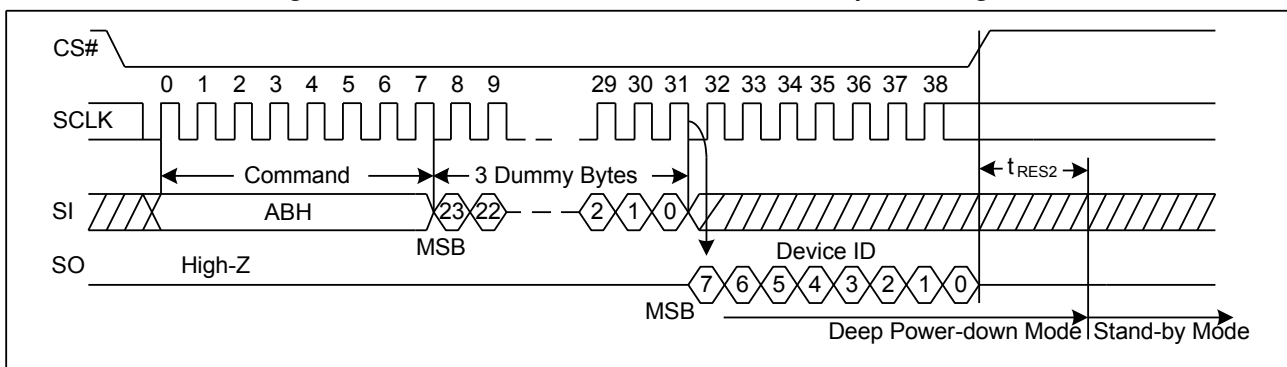 CS#
0 1 2 3 4 5 6 7 8 9 29 30 31 32 33 34 35 36 37 38
SCLK
Command 3 Dummy Bytes tRES2
SI ABH 23 22 2 1 0
MSB Device ID
SO High-Z
7 6 5 4 3 2 1 0
MSB
Deep Power-down Mode Stand-by Mode